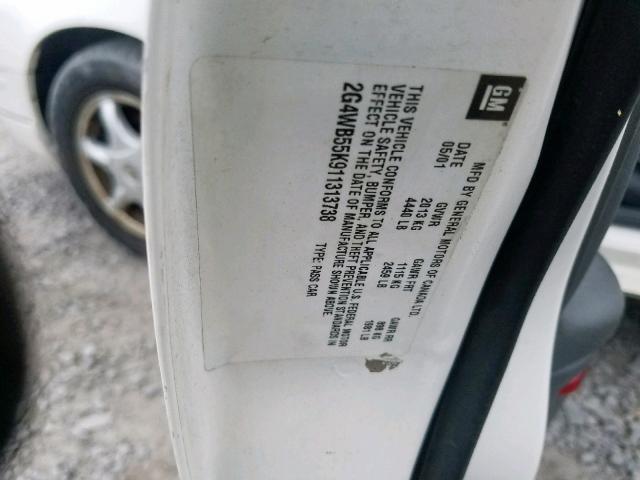 GM
MFD BY GENERAL MOTORS OF CANADA LTD.
DATE GVWR GAWR FRT GAWR RR
05/01 2013 KG 1115 KG 898 KG
4440 LB 2459 LB 1981 LB
THIS VEHICLE CONFORMS TO ALL APPLICABLE U.S. FEDERAL MOTOR
VEHICLE SAFETY, BUMPER, AND THEFT PREVENTION STANDARDS IN
EFFECT ON THE DATE OF MANUFACTURE SHOWN ABOVE.
2G4WB55K911313738 TYPE: PASS CAR